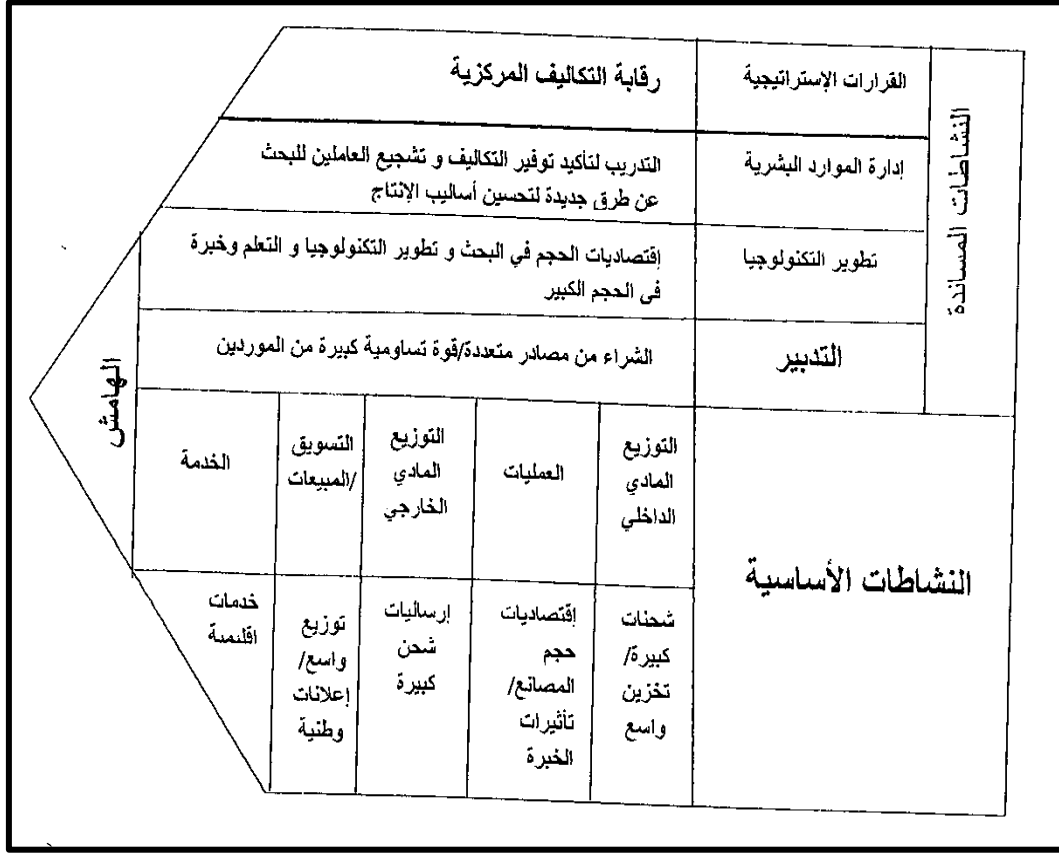 النشاطات المساندة
القرارات الإستراتيجية
رقابة التكاليف المركزية
إدارة الموارد البشرية
التدريب لتأكيد توفير التكاليف و تشجيع العاملين للبحث
عن طرق جديدة لتحسين أساليب الإنتاج
تطوير التكنولوجيا
إقتصاديات الحجم في البحث و تطوير التكنولوجيا و التعلم وخبرة
في الحجم الكبير
التدبير
الشراء من مصادر متعددة/قوة تساومية كبيرة من الموردين
الهامش
النشاطات الأساسية
التوزيع
المادي
الداخلي
العمليات
التوزيع
المادي
الخارجي
التسويق
/المبيعات
الخدمة
شحنات
كبيرة/
تخزين
واسع
إقتصاديات
حجم
المصانع/
تأثيرات
الخبرة
إرساليات
شحن
كبيرة
توزيع
واسع/
إعلانات
وطنية
خدمات
اقليمية